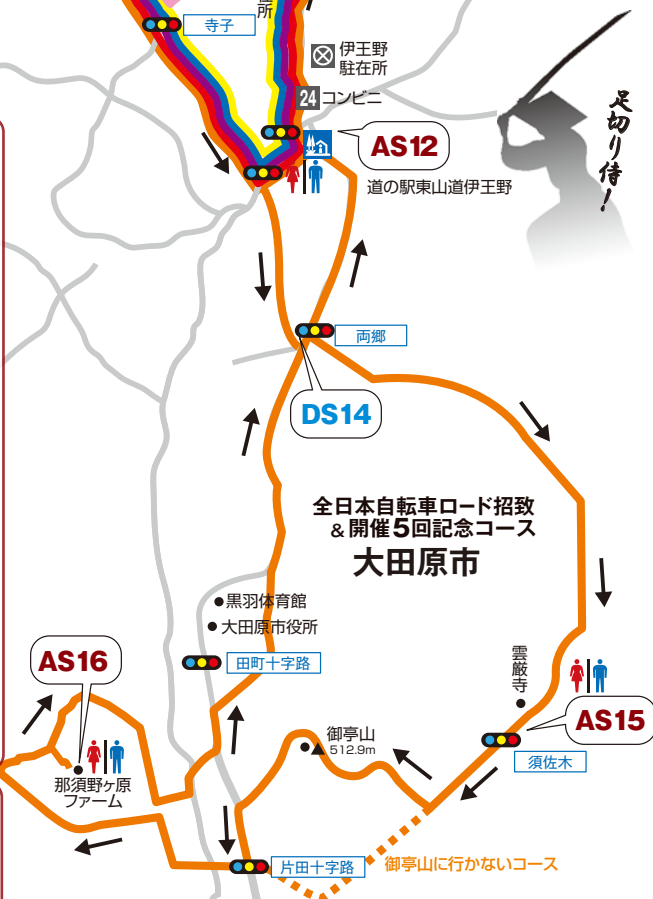 所
寺子
伊王野
駐在所
24 コンビニ
AS12
道の駅東山道伊王野
足切り侍！
両郷
DS14
全日本自転車ロード招致
&開催5回記念コース
大田原市
黒羽体育館
大田原市役所
田町十字路
雲厳寺
AS16
AS15
御亭山
512.9m
須佐木
那須野ヶ原
ファーム
片田十字路
御亭山に行かないコース